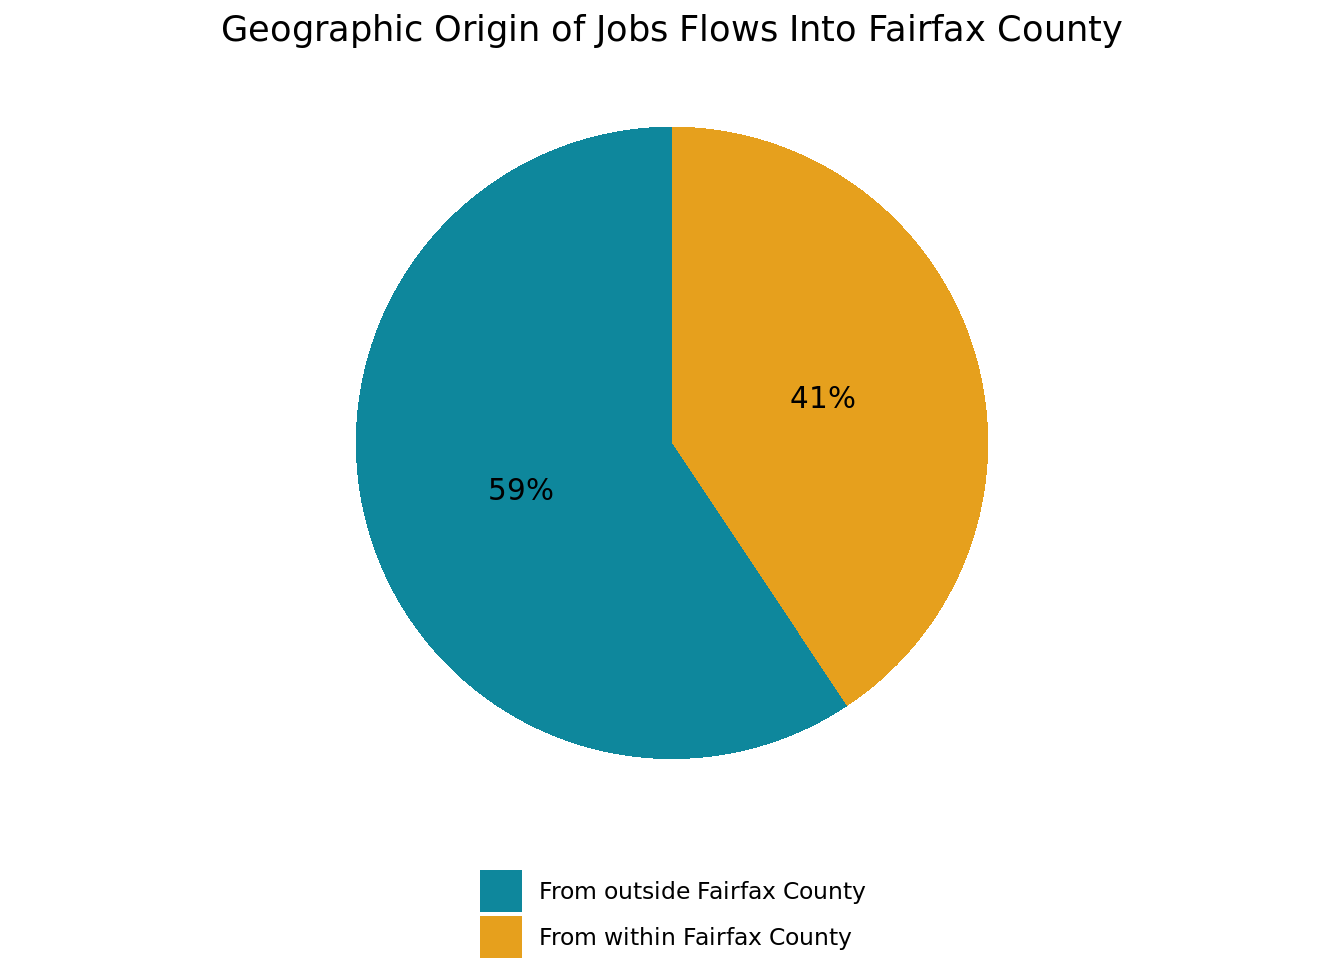 Geographic Origin of Jobs Flows Into Fairfax County
41%
59%
From outside Fairfax County
From within Fairfax County